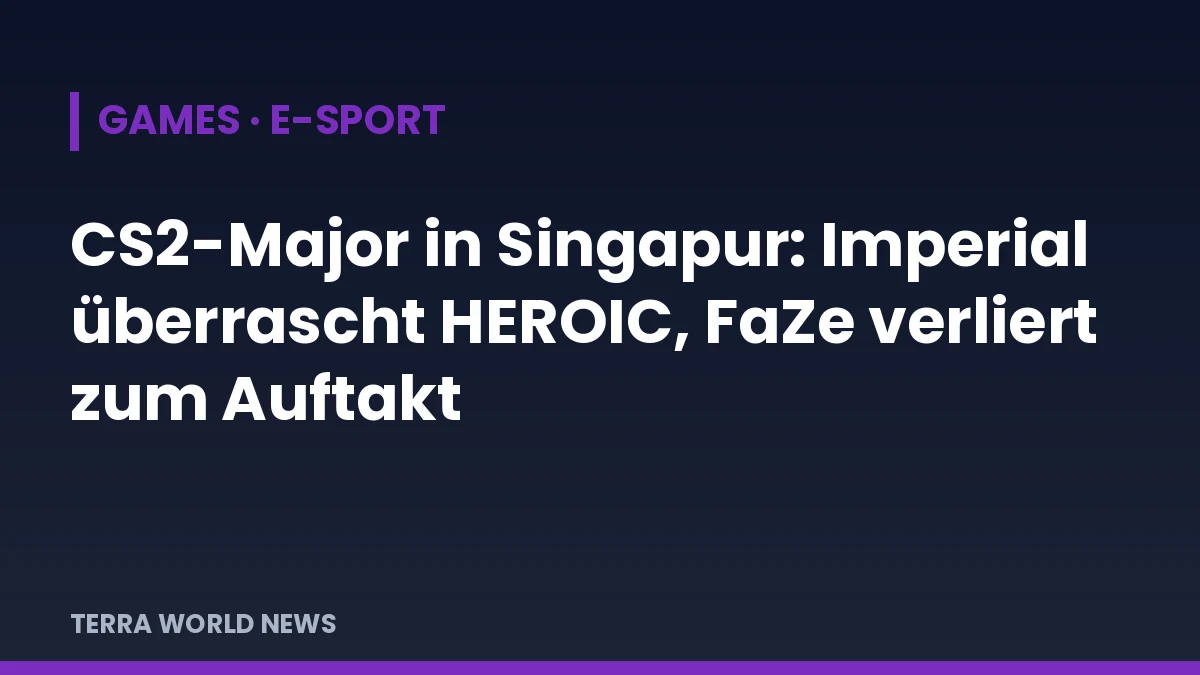 GAMES · E-SPORT
CS2-Major in Singapur: Imperial
überrascht HEROIC, FaZe verliert
zum Auftakt
TERRA WORLD NEWS